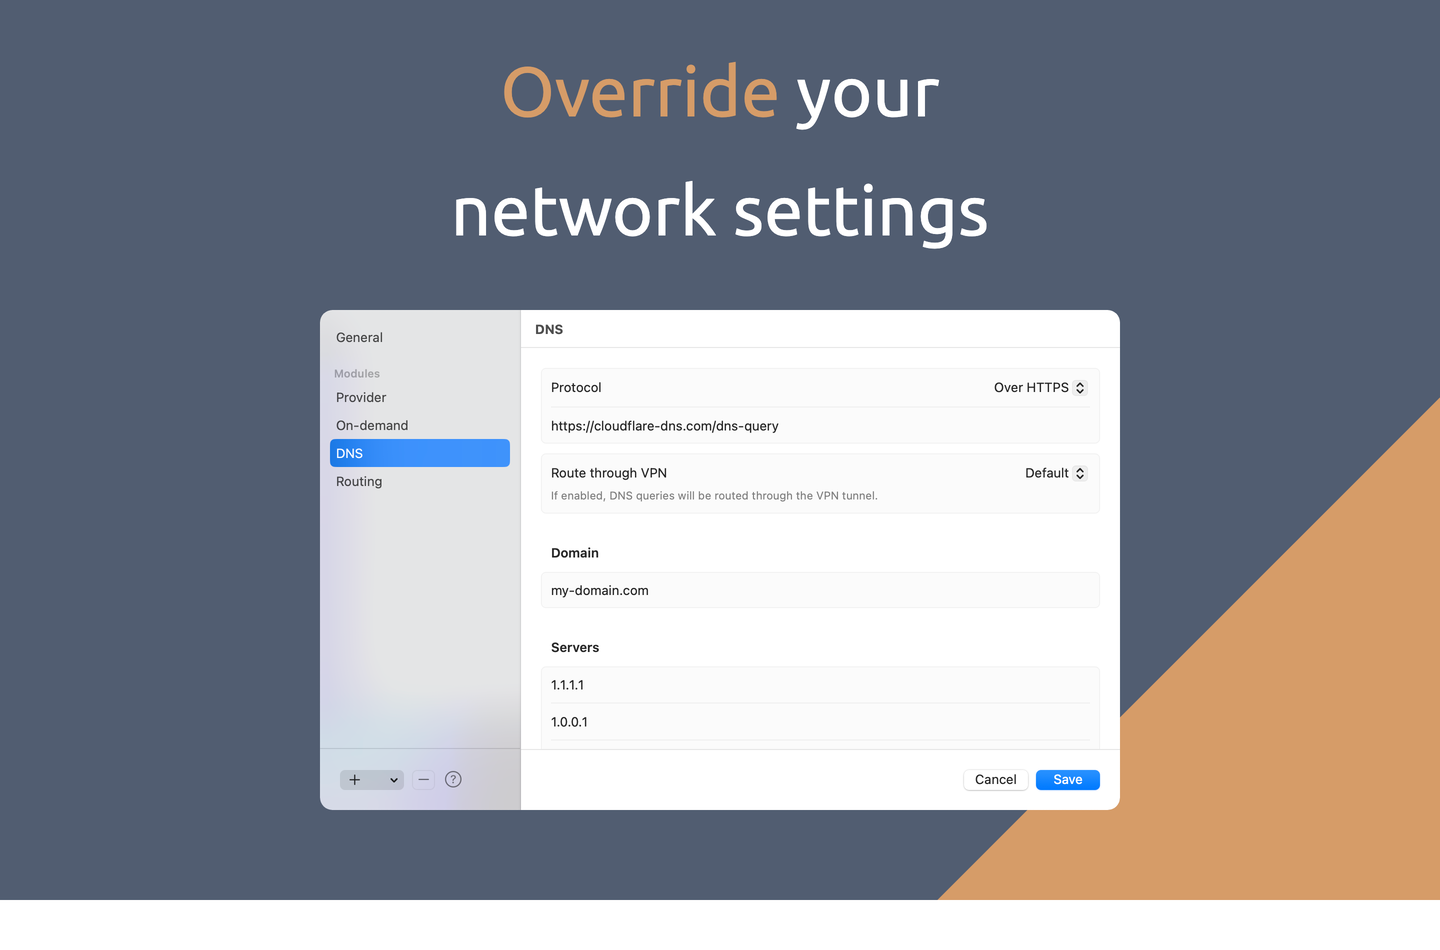 Override your
network settings
General
Modules
Provider
On-demand
DNS
Routing
DNS
Protocol
Over HTTPS
https://cloudflare-dns.com/dns-query
Route through VPN
Default
If enabled, DNS queries will be routed through the VPN tunnel.
Domain
my-domain.com
Servers
1.1.1.1
1.0.0.1
Cancel
Save